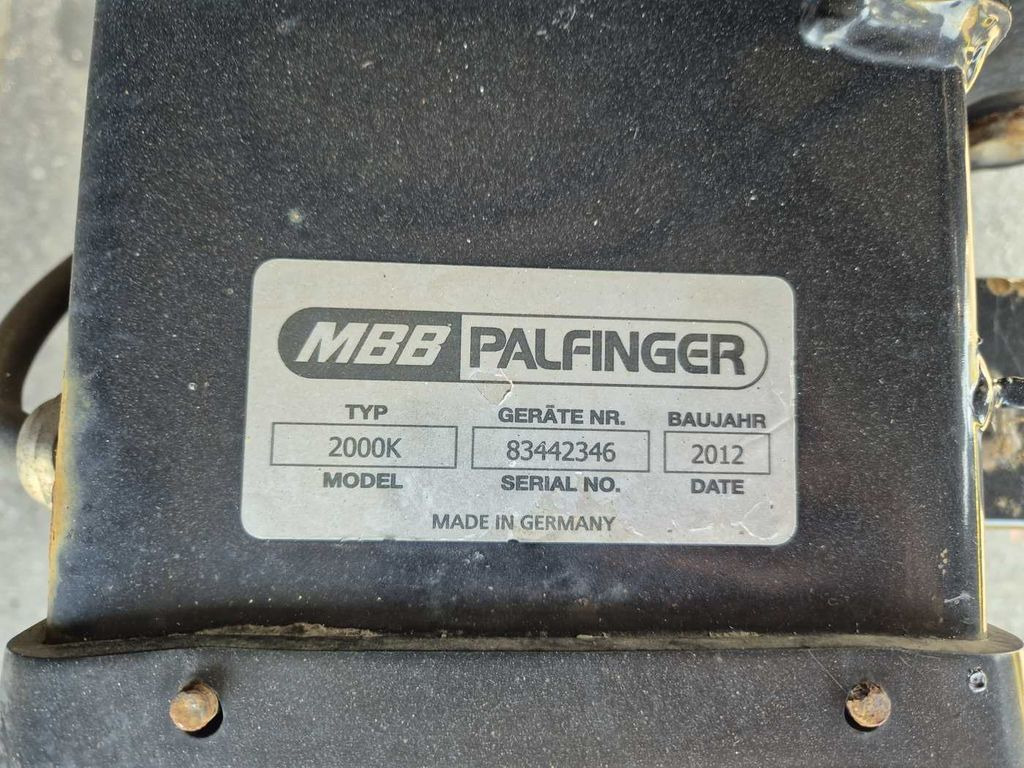 MBB PALFINGER
TYP GERÄTE NR. BAUJAHR
2000K 83442346 2012
MODEL SERIAL NO. DATE
MADE IN GERMANY